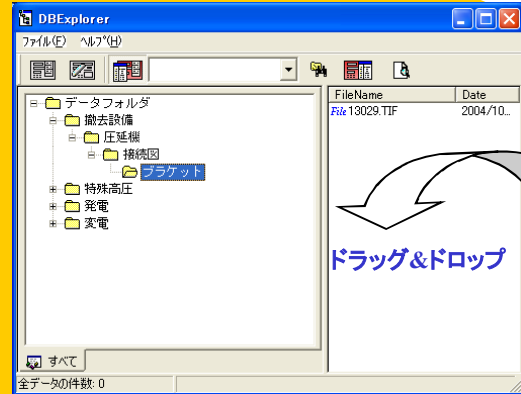 DBExplorer
ファイル(F) ヘルプ(H)
FileName Date
File 13029.TIF 2004/10...
データフォルダ
撤去設備
圧延機
接続図
ブラケット
特殊高圧
発電
変電
ドラッグ&ドロップ
すべて
全データの件数: 0